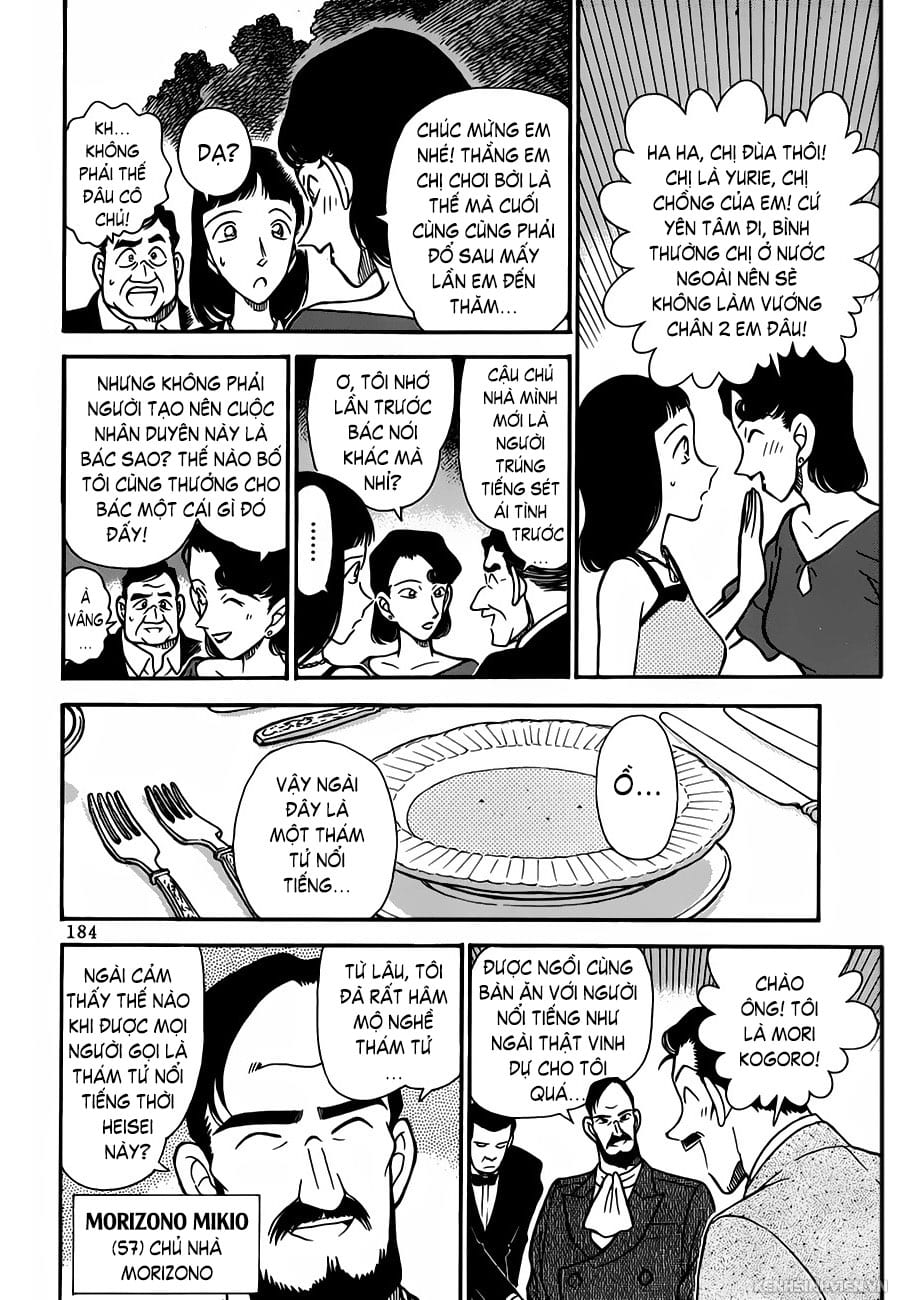 HA HA, CHỊ ĐÙA THÔI!
CHỊ LÀ YURIE, CHỊ
CHỒNG CỦA EM! CỨ
YÊN TÂM ĐI, BÌNH
THƯỜNG CHỊ Ở NƯỚC
NGOÀI NÊN SẼ
KHÔNG LÀM VƯỚNG
CHÂN 2 EM ĐÂU!
CHÚC MỪNG EM
NHÉ! THẰNG EM
CHỊ CHƠI BỜI LÀ
THẾ MÀ CUỐI
CÙNG CŨNG PHẢI
ĐỔ SAU MẤY
LẦN EM ĐẾN
THĂM...
DẠ?
KH...
KHÔNG
PHẢI THẾ
ĐÂU CÔ
CHỦ!
CẬU CHỦ
NHÀ MÌNH
MỚI LÀ
NGƯỜI
TRÚNG
TIẾNG SÉT
ÁI TÌNH
TRƯỚC
...
Ơ, TÔI NHỚ
LẦN TRƯỚC
BÁC NÓI
KHÁC MÀ
NHỈ?
......
NHƯNG KHÔNG PHẢI
NGƯỜI TẠO NÊN CUỘC
NHÂN DUYÊN NÀY LÀ
BÁC SAO? THẾ NÀO BỐ
TÔI CŨNG THƯỞNG CHO
BÁC MỘT CÁI GÌ ĐÓ
ĐẤY!
À
VÂNG
...
Ồ...
VẬY NGÀI
ĐÂY LÀ
MỘT THÁM
TỬ NỔI
TIẾNG...
184
CHÀO
ÔNG! TÔI
LÀ MORI
KOGORO!
ĐƯỢC NGỒI CÙNG
BÀN ĂN VỚI NGƯỜI
NỔI TIẾNG NHƯ
NGÀI THẬT VINH
DỰ CHO TÔI
QUÁ...
TỪ LÂU, TÔI
ĐÃ RẤT HÂM
MỘ NGHỀ
THÁM TỬ
...
NGÀI CẢM
THẤY THẾ NÀO
KHI ĐƯỢC MỌI
NGƯỜI GỌI LÀ
THÁM TỬ NỔI
TIẾNG THỜI
HEISEI
NÀY?
MORIZONO MIKIO
(57) CHỦ NHÀ
MORIZONO
KENHSINHVIEN.VN